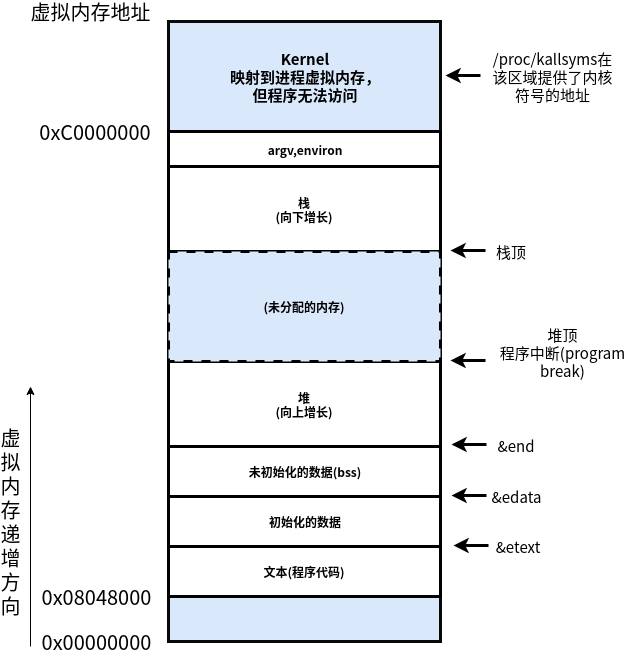 虚拟内存地址
Kernel
映射到进程虚拟内存，
但程序无法访问
/proc/kallsyms在
该区域提供了内核
符号的地址
0xC0000000
argv,environ
栈
(向下增长)
栈顶
(未分配的内存)
堆顶
程序中断(program
break)
堆
(向上增长)
&end
未初始化的数据(bss)
&edata
初始化的数据
&etext
文本(程序代码)
0x08048000
0x00000000
虚拟内存递增方向